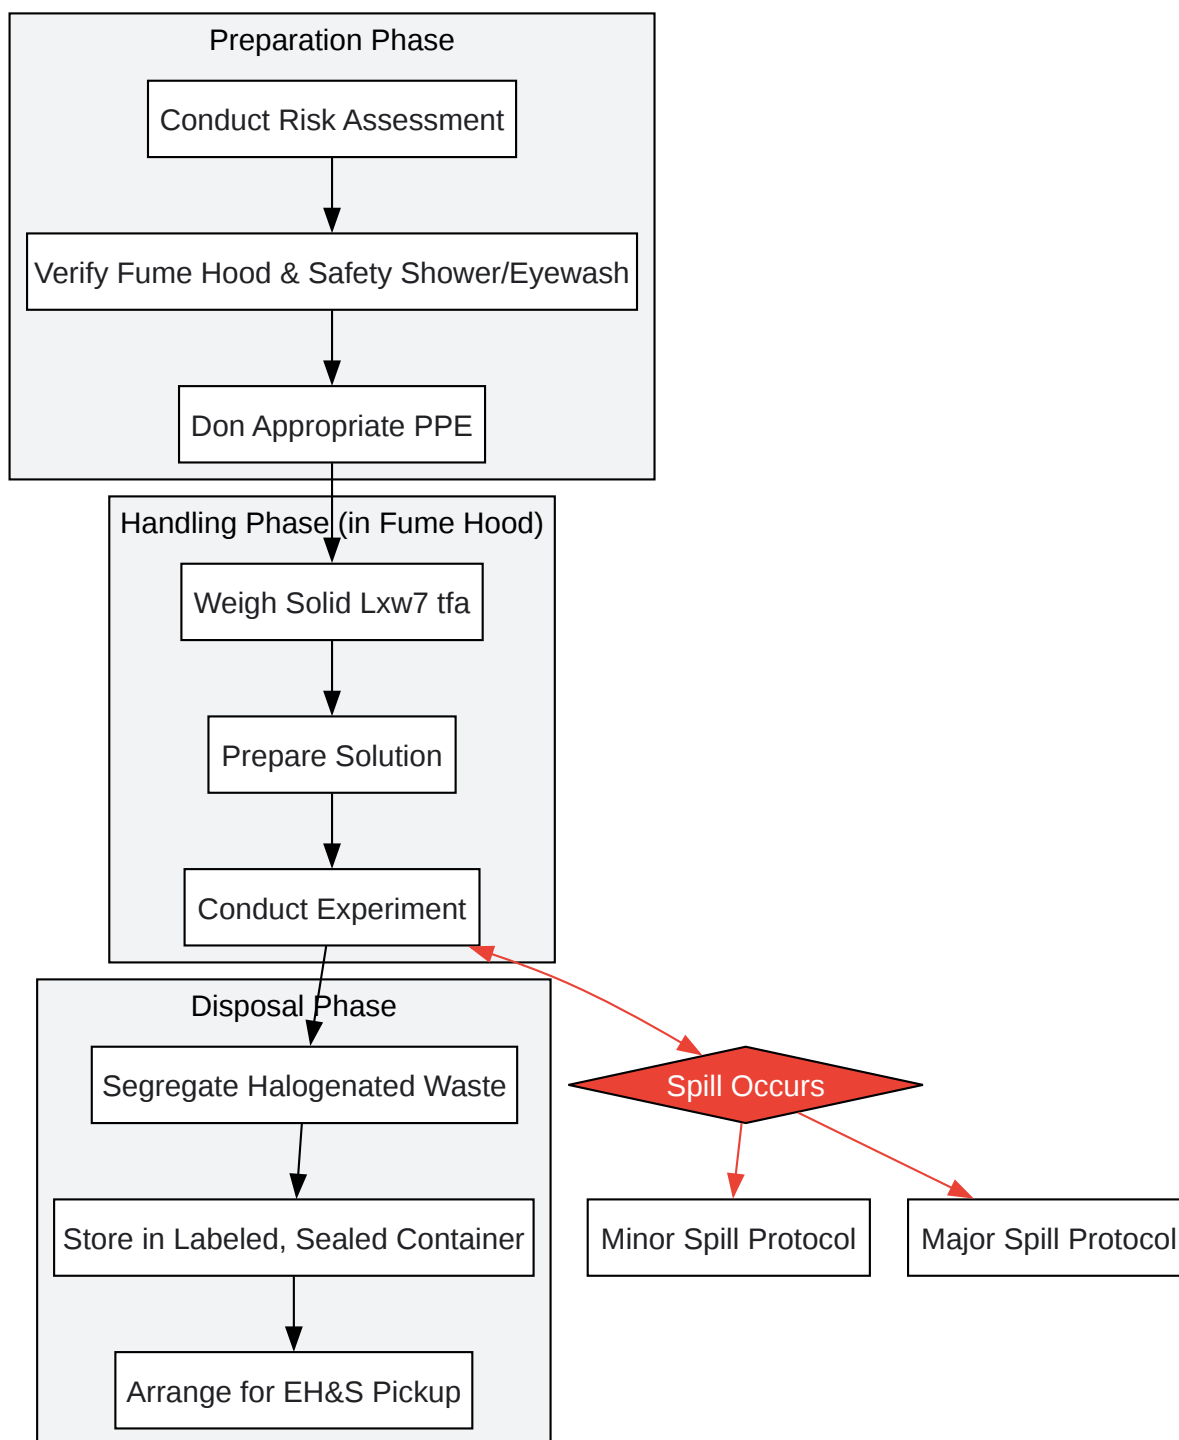 Preparation Phase
Conduct Risk Assessment
Verify Fume Hood & Safety Shower/Eyewash
Don Appropriate PPE
Handling Phase (in Fume Hood)
Weigh Solid Lxw7 tfa
Prepare Solution
Conduct Experiment
Disposal Phase
Segregate Halogenated Waste
Spill Occurs
Store in Labeled, Sealed Container
Minor Spill Protocol
Major Spill Protocol
Arrange for EH&S Pickup